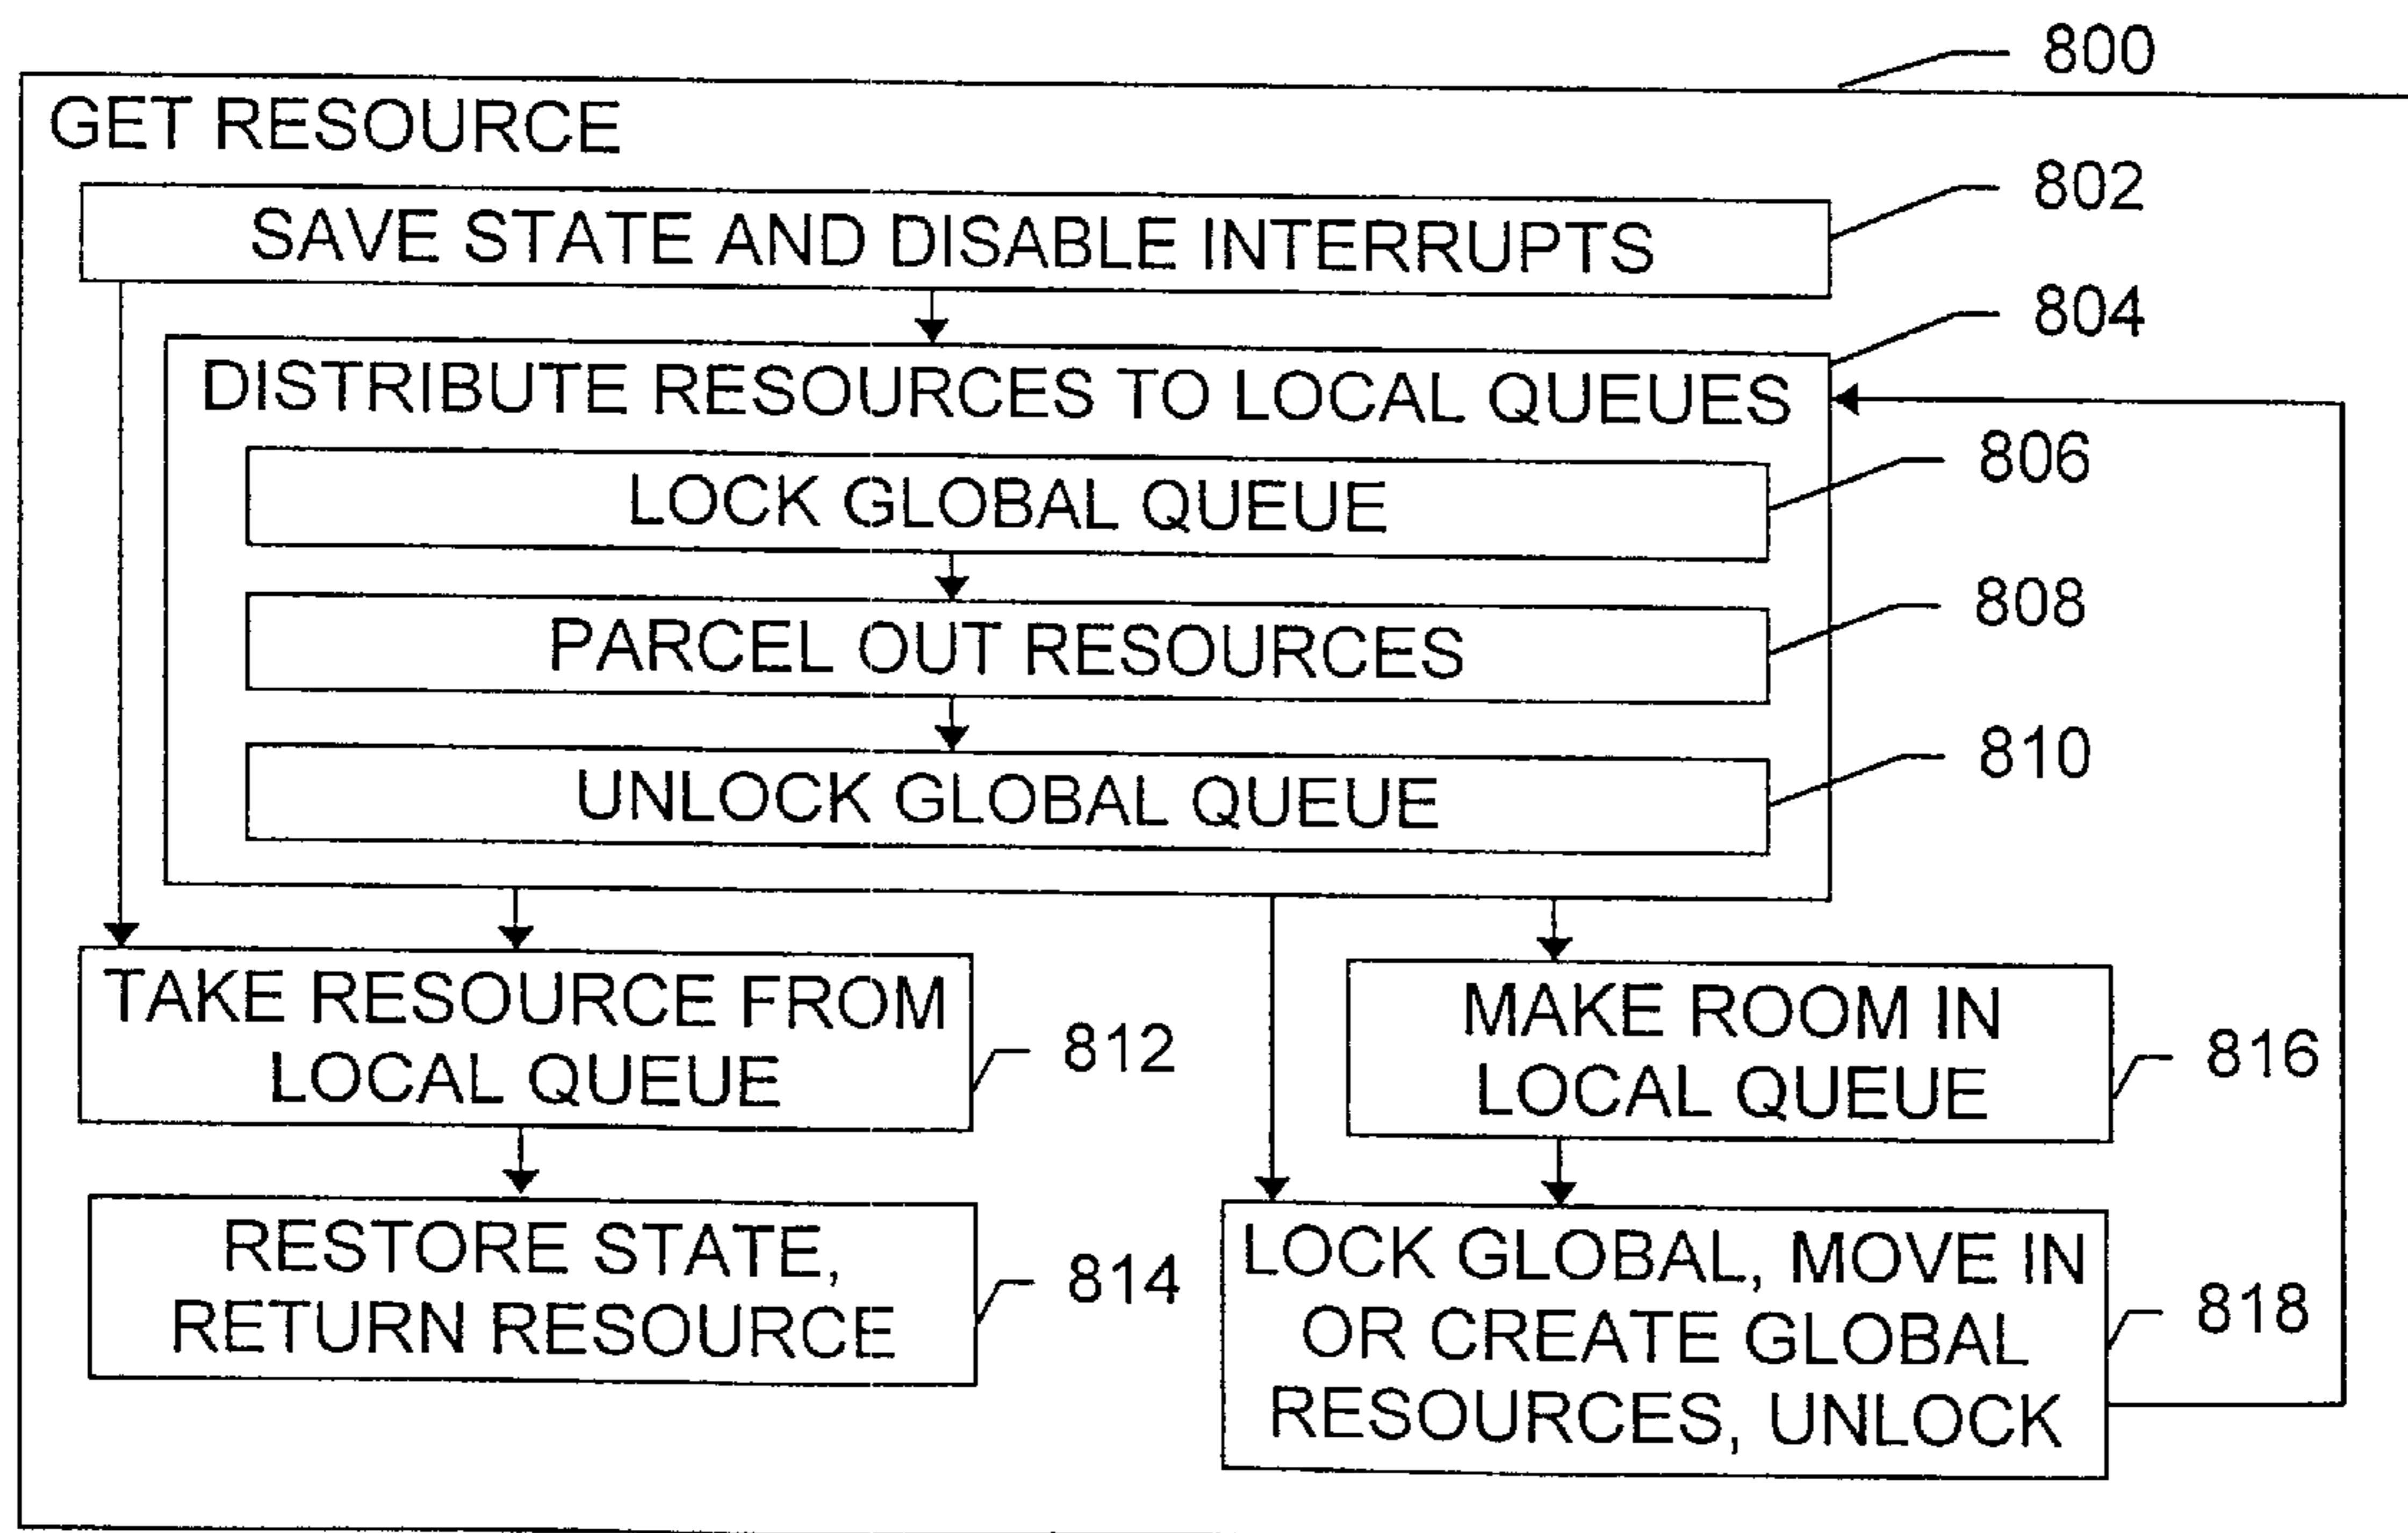 800
GET RESOURCE
802
SAVE STATE AND DISABLE INTERRUPTS
804
DISTRIBUTE RESOURCES TO LOCAL QUEUES
806
LOCK GLOBAL QUEUE
808
PARCEL OUT RESOURCES
810
UNLOCK GLOBAL QUEUE
TAKE RESOURCE FROM
LOCAL QUEUE
812
MAKE ROOM IN
LOCAL QUEUE
816
RESTORE STATE,
RETURN RESOURCE
814
LOCK GLOBAL, MOVE IN
OR CREATE GLOBAL
RESOURCES, UNLOCK
818